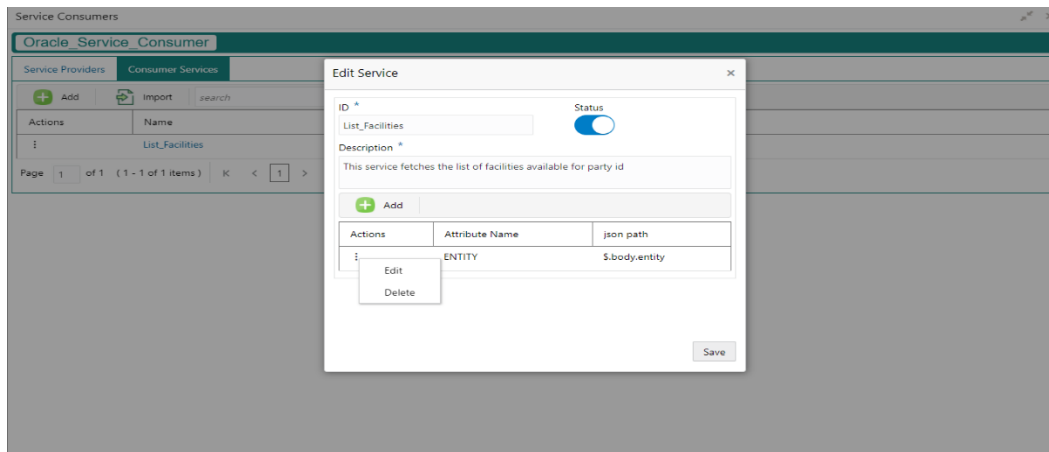 Service Consumers
Oracle_Service_Consumer
Service Providers Consumer Services
Add Import search
Actions Name
List_Facilities
Page 1 of 1 (1 - 1 of 1 items) K < 1 >
Edit Service ×
ID * Status
List_Facilities
Description *
This service fetches the list of facilities available for party id
Add
Actions Attribute Name json path
ENTITY $.body.entity
Edit
Delete
Save